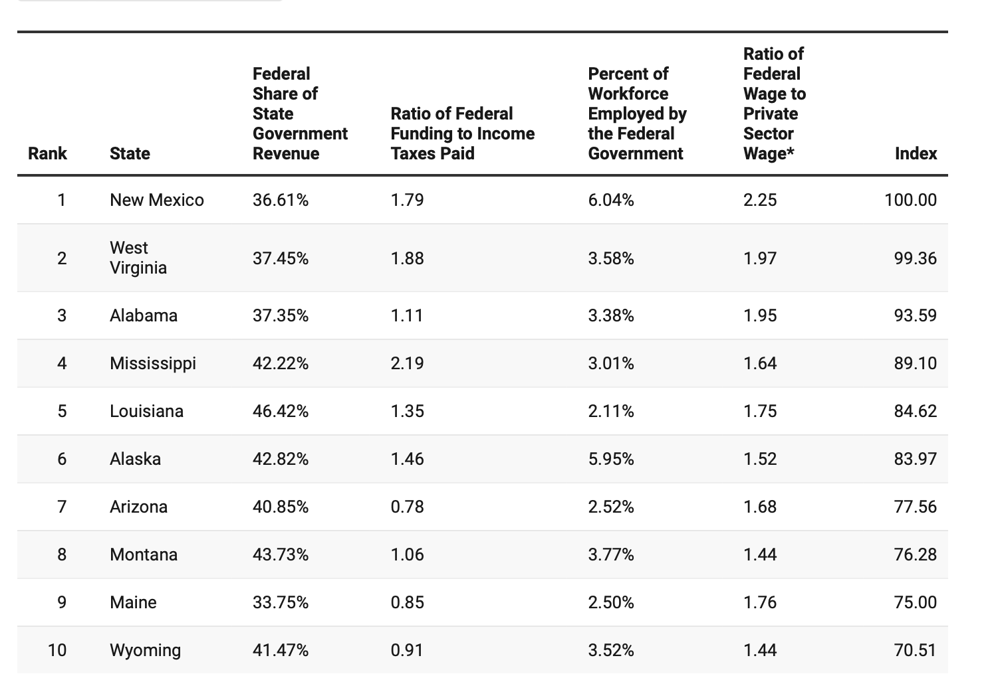 Rank State Federal Share of State Government Revenue Ratio of Federal Funding to Income Taxes Paid Percent of Workforce Employed by the Federal Government Ratio of Federal Wage to Private Sector Wage* Index
1 New Mexico 36.61% 1.79 6.04% 2.25 100.00
2 West Virginia 37.45% 1.88 3.58% 1.97 99.36
3 Alabama 37.35% 1.11 3.38% 1.95 93.59
4 Mississippi 42.22% 2.19 3.01% 1.64 89.10
5 Louisiana 46.42% 1.35 2.11% 1.75 84.62
6 Alaska 42.82% 1.46 5.95% 1.52 83.97
7 Arizona 40.85% 0.78 2.52% 1.68 77.56
8 Montana 43.73% 1.06 3.77% 1.44 76.28
9 Maine 33.75% 0.85 2.50% 1.76 75.00
10 Wyoming 41.47% 0.91 3.52% 1.44 70.51